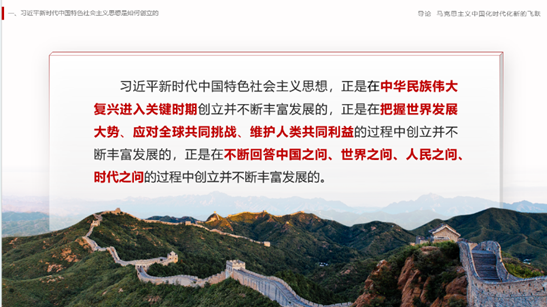 一、习近平新时代中国特色社会主义思想是如何创立的
导论 马克思主义中国化时代化新的飞跃
习近平新时代中国特色社会主义思想，正是在中华民族伟大
复兴进入关键时期创立并不断丰富发展的，正是在把握世界发展
大势、应对全球共同挑战、维护人类共同利益的过程中创立并不
断丰富发展的，正是在不断回答中国之问、世界之问、人民之问、
时代之问的过程中创立并不断丰富发展的。